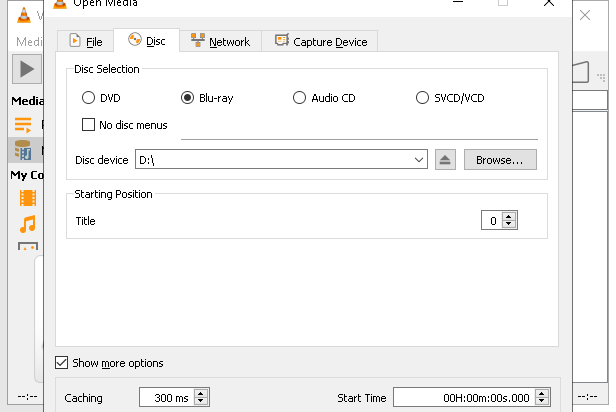 V
Open Media
Medi
File
Disc
Network
Capture Device
Media
My Co
Disc Selection
DVD
Blu-ray
Audio CD
SVCD/VCD
No disc menus
Disc device
D:\
Browse...
Starting Position
Title
0
Show more options
Caching
300 ms
Start Time
00H:00m:00s.000
--:--
--:--